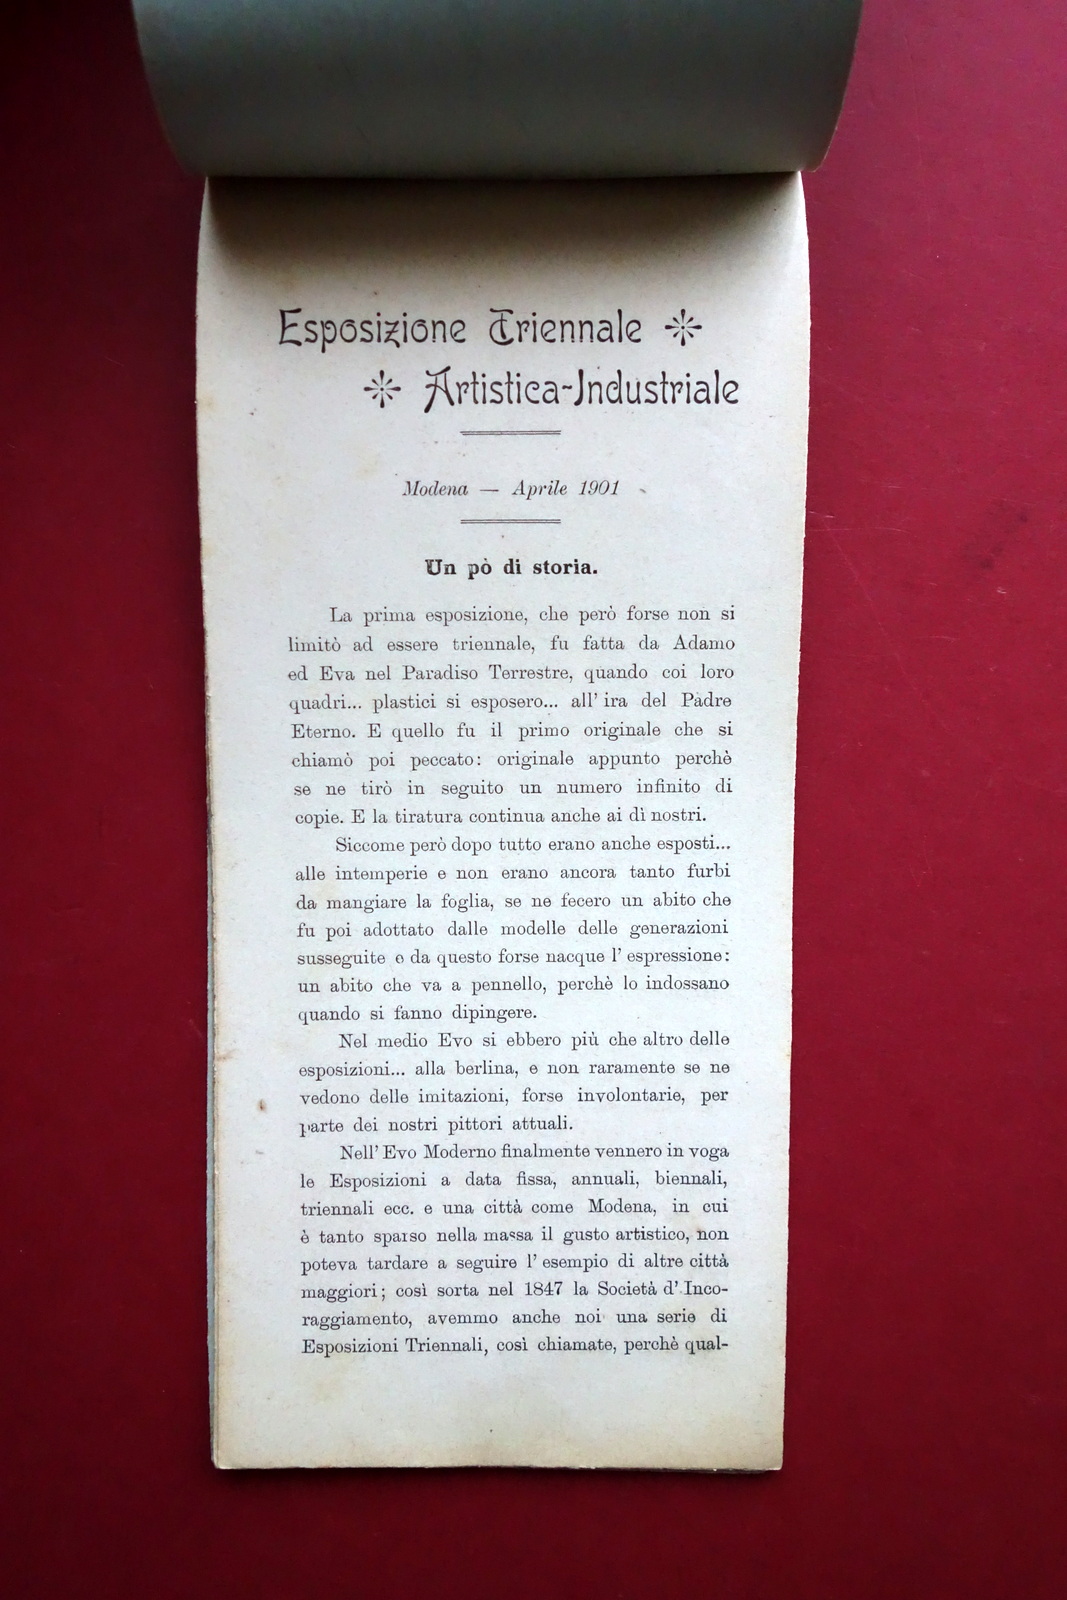 Esposizione Triennale
Artistica-Industriale
Modena — Aprile 1901
Un pò di storia.
La prima esposizione, che però forse non si
limitò ad essere triennale, fu fatta da Adamo
ed Eva nel Paradiso Terrestre, quando coi loro
quadri... plastici si esposero... all' ira del Padre
Eterno. E quello fu il primo originale che si
chiamò poi peccato: originale appunto perchè
se ne tirò in seguito un numero infinito di
copie. E la tiratura continua anche ai dì nostri.
Siccome però dopo tutto erano anche esposti...
alle intemperie e non erano ancora tanto furbi
da mangiare la foglia, se ne fecero un abito che
fu poi adottato dalle modelle delle generazioni
susseguite e da questo forse nacque l' espressione:
un abito che va a pennello, perchè lo indossano
quando si fanno dipingere.
Nel medio Evo si ebbero più che altro delle
esposizioni... alla berlina, e non raramente se ne
vedono delle imitazioni, forse involontarie, per
parte dei nostri pittori attuali.
Nell' Evo Moderno finalmente vennero in voga
le Esposizioni a data fissa, annuali, biennali,
triennali ecc. e una città come Modena, in cui
è tanto sparso nella massa il gusto artistico, non
poteva tardare a seguire l' esempio di altre città
maggiori; così sorta nel 1847 la Società d' Inco-
raggiamento, avemmo anche noi una serie di
Esposizioni Triennali, così chiamate, perchè qual-